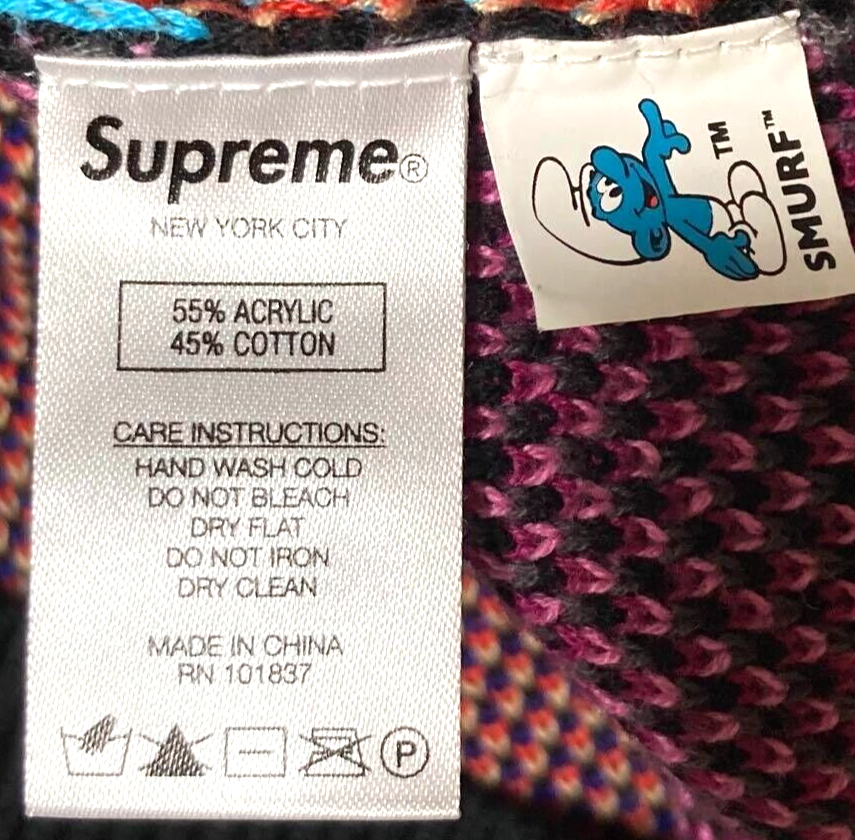 Supreme®
NEW YORK CITY
55% ACRYLIC
45% COTTON
CARE INSTRUCTIONS:
HAND WASH COLD
DO NOT BLEACH
DRY FLAT
DO NOT IRON
DRY CLEAN
MADE IN CHINA
RN 101837
P
TM
SMURF™